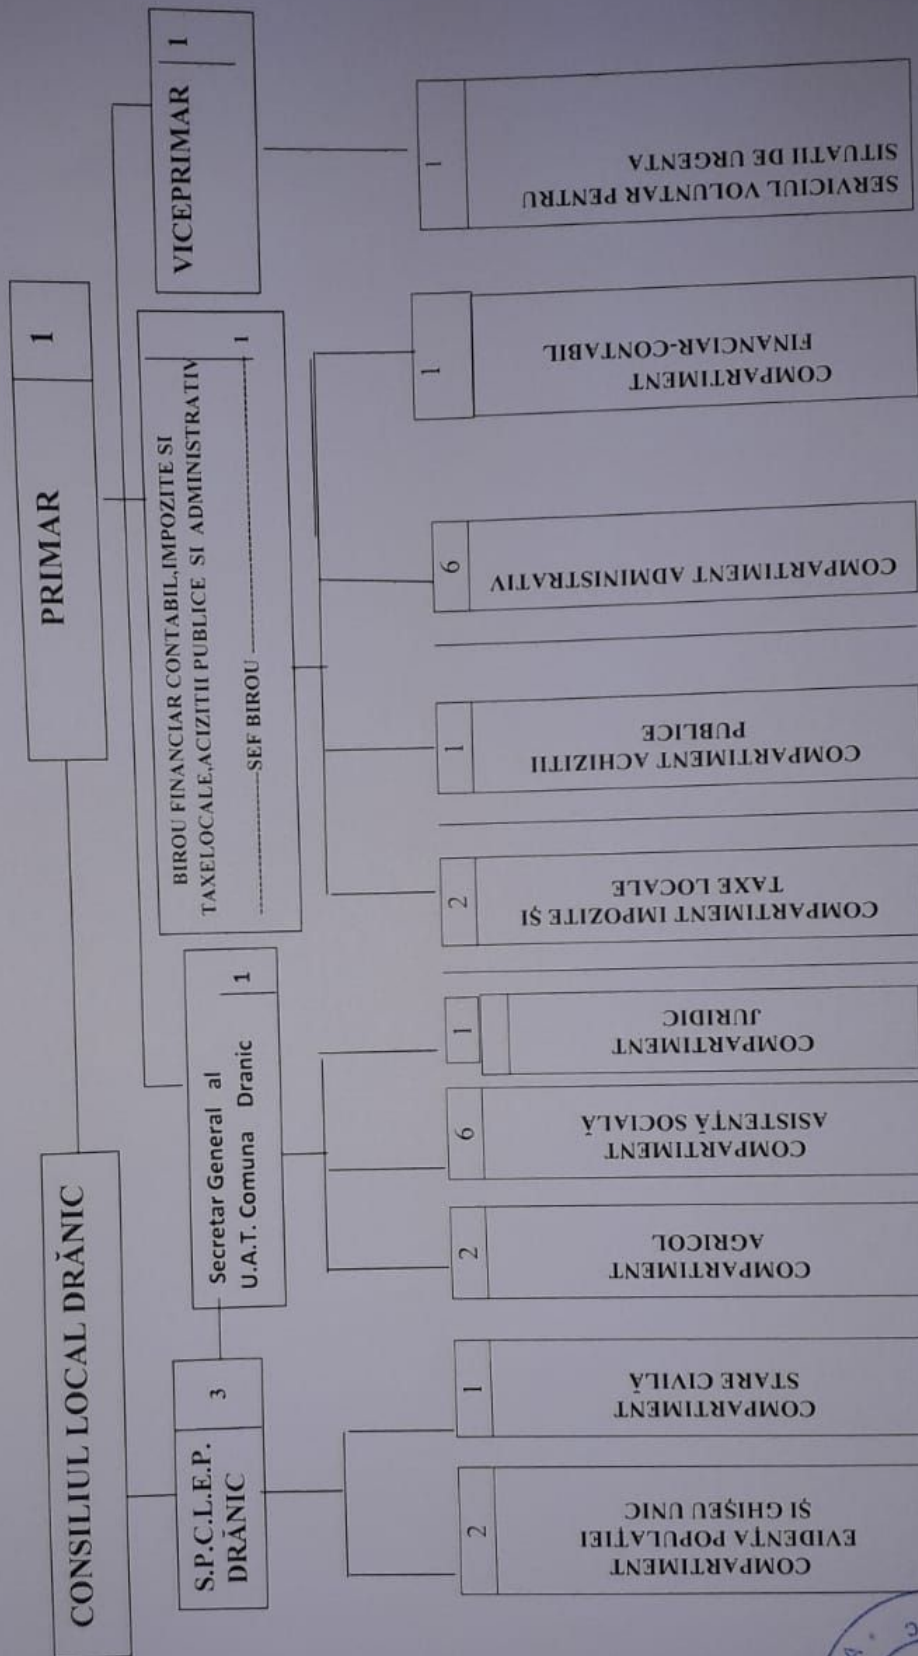 CONSILIUL LOCAL DRĂNIC
PRIMAR
1
S.P.C.L.E.P.
DRĂNIC
3
Secretar General al
U.A.T. Comuna Dranic
1
BIROU FINANCIAR CONTABIL,IMPOZITE SI
TAXELOCALE,ACIZITII PUBLICE SI ADMINISTRATIV
SEF BIROU
1
VICEPRIMAR
1
2
COMPARTIMENT
EVIDENȚA POPULAȚIEI
ȘI GHIȘEU UNIC
1
COMPARTIMENT
STARE CIVILĂ
2
COMPARTIMENT
AGRICOL
6
COMPARTIMENT
ASISTENȚĂ SOCIALĂ
1
COMPARTIMENT
JURIDIC
2
COMPARTIMENT IMPOZITE ȘI
TAXE LOCALE
1
COMPARTIMENT ACHIZITII
PUBLICE
6
COMPARTIMENT ADMINISTRATIV
1
COMPARTIMENT
FINANCIAR-CONTABIL
1
SERVICIUL VOLUNTAR PENTRU
SITUATII DE URGENTA